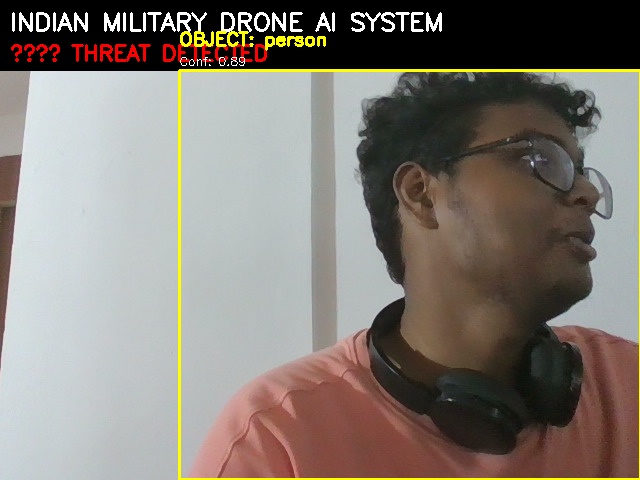 INDIAN MILITARY DRONE AI SYSTEM
OBJECT: person
???? THREAT DETECTED
Conf: 0.89